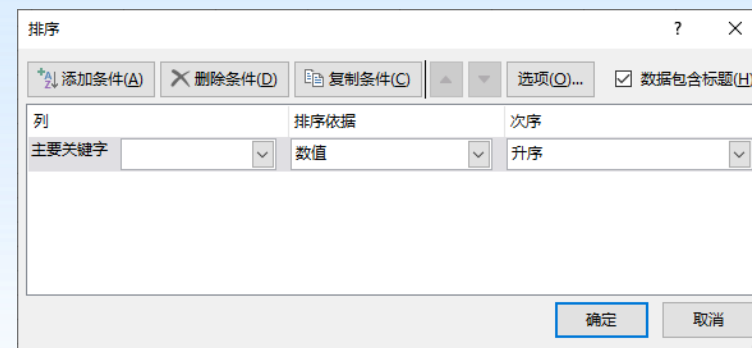 排序 ?
添加条件(A) 删除条件(D) 复制条件(C) 选项(O)... 数据包含标题(H)
列 排序依据 次序
主要关键字 数值 升序
确定 取消